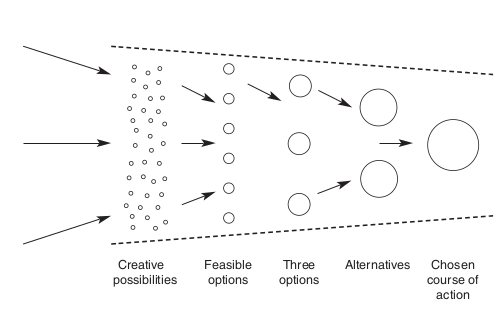 Creative
possibilities
Feasible
options
Three
options
Alternatives
Chosen
course of
action